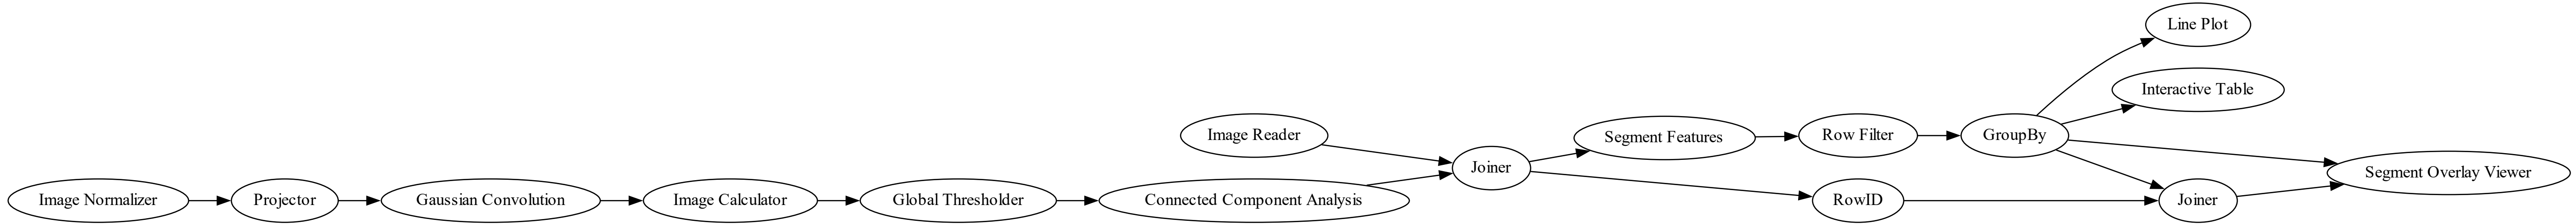 Line Plot
Interactive Table
Image Reader
Segment Features
Row Filter
GroupBy
Joiner
Segment Overlay Viewer
Image Normalizer
Projector
Gaussian Convolution
Image Calculator
Global Thresholder
Connected Component Analysis
RowID
Joiner